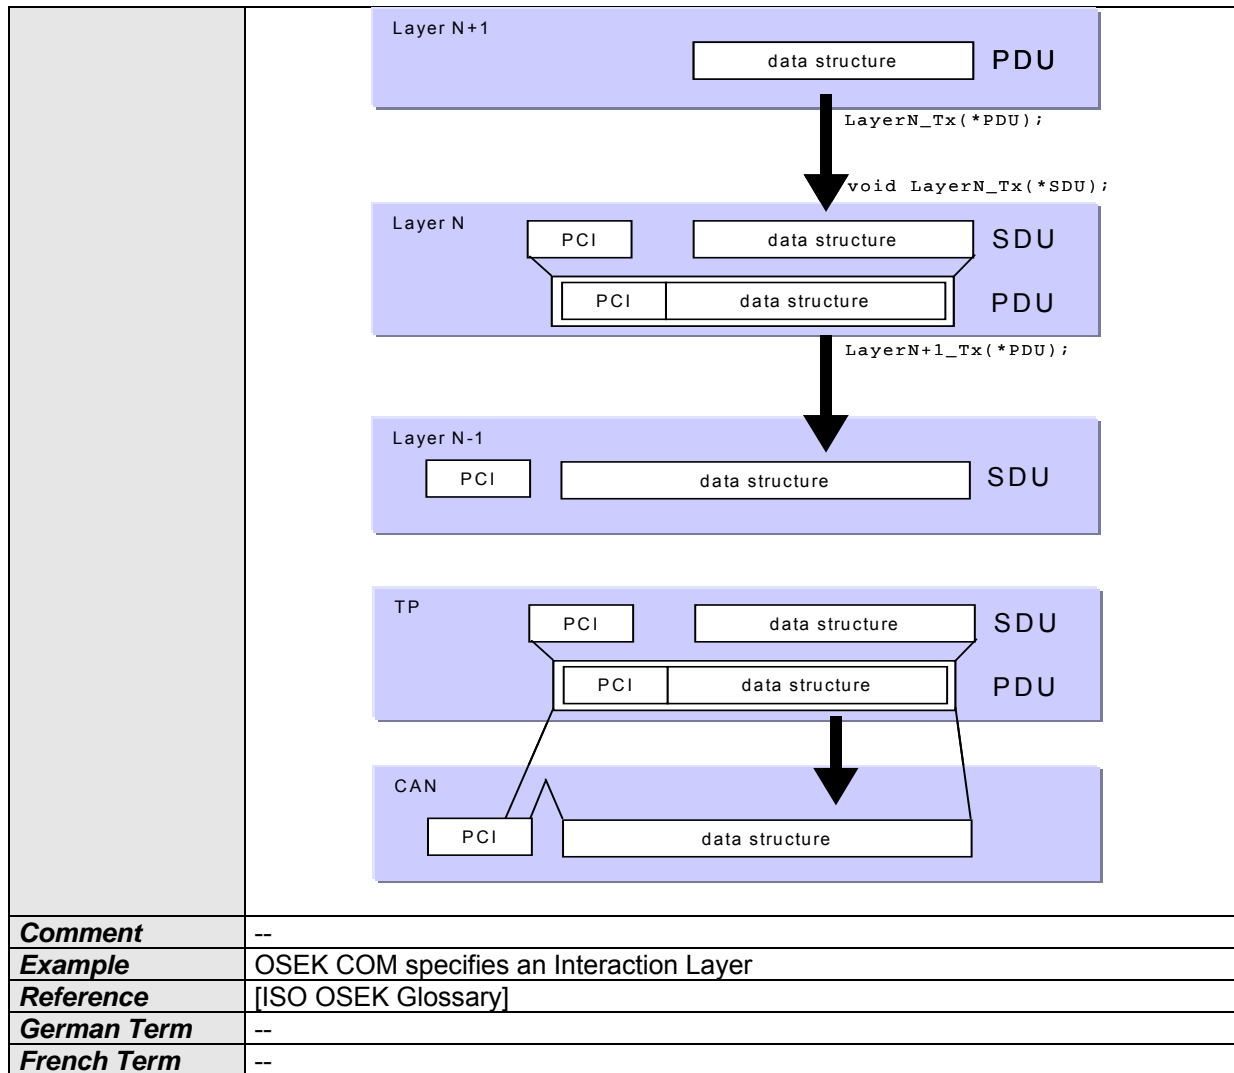 Layer N+1
data structure PDU
LayerN_Tx(*PDU);
void LayerN_Tx(*SDU);
Layer N
PCI data structure SDU
PCI data structure PDU
LayerN+1_Tx(*PDU);
Layer N-1
PCI data structure SDU
TP
PCI data structure SDU
PCI data structure PDU
CAN
PCI data structure
Comment --
Example OSEK COM specifies an Interaction Layer
Reference [ISO OSEK Glossary]
German Term --
French Term --